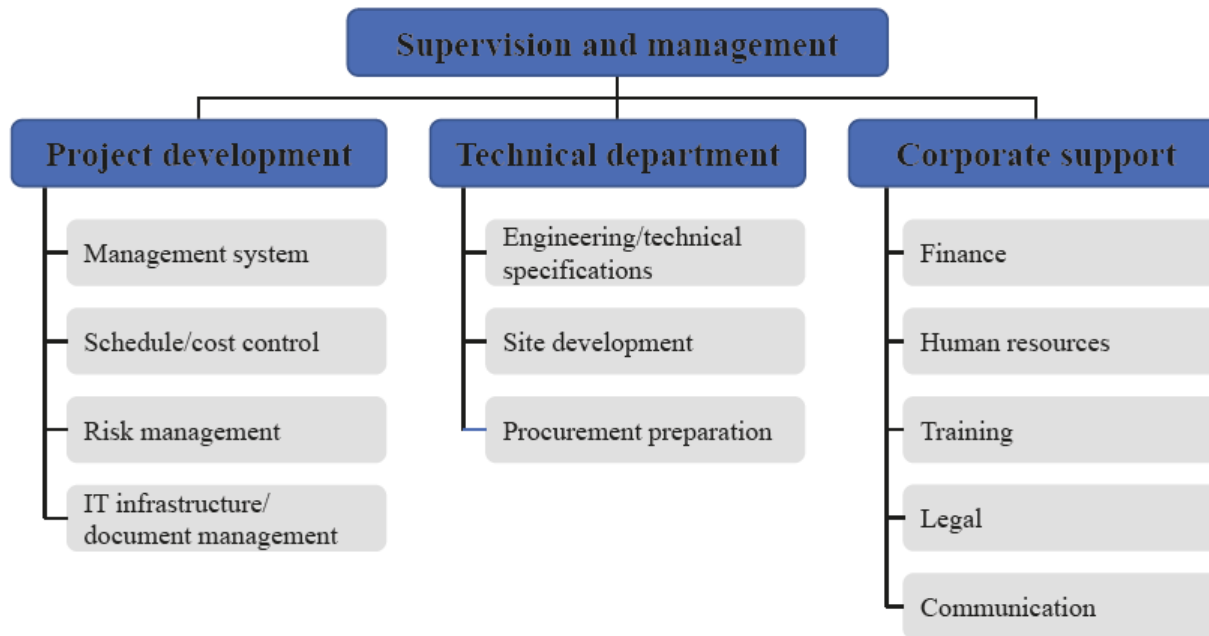 Supervision and management
Project development
Management system
Schedule/cost control
Risk management
IT infrastructure/
document management
Technical department
Engineering/technical
specifications
Site development
Procurement preparation
Corporate support
Finance
Human resources
Training
Legal
Communication